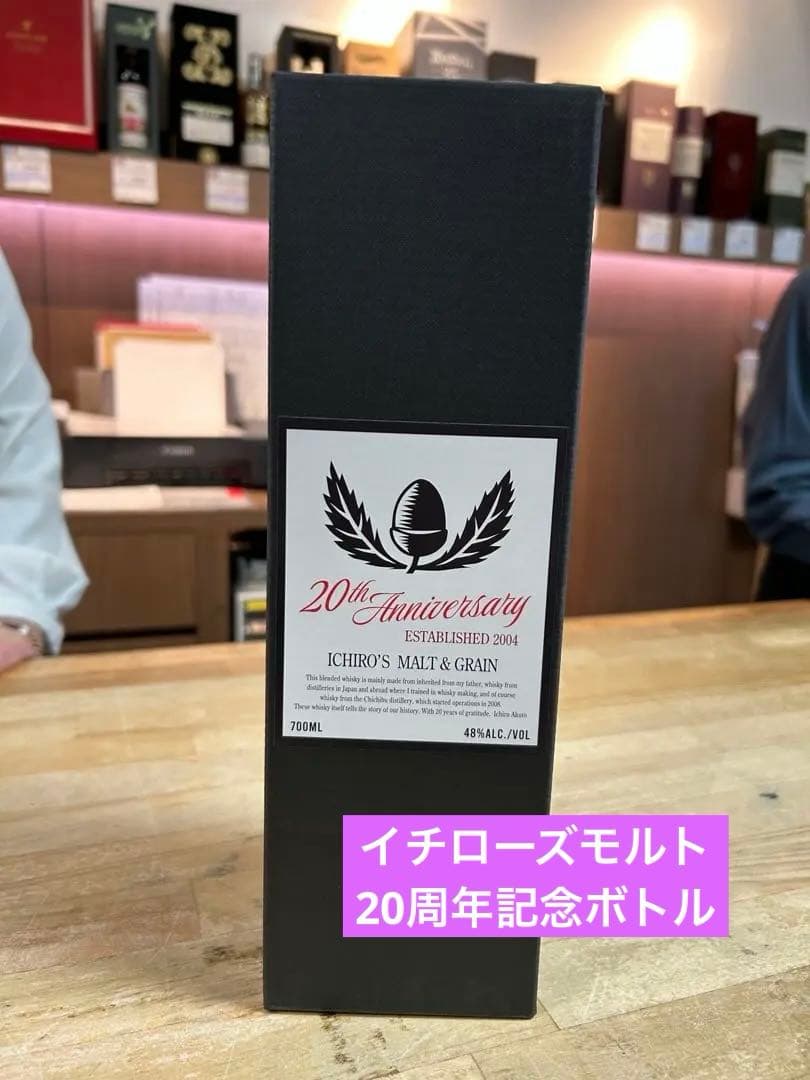 20th Anniversary
ESTABLISHED 2004
ICHIRO'S MALT & GRAIN
This blended whisky is mainly made from inherited from my father, whisky from
distilleries in Japan and abroad where I trained in whisky making, and of course
whisky from the Chichibu distillery, which started operations in 2008.
These whisky itself tells the story of our history. With 20 years of gratitude. Ichiro Akuto
700ML
48%ALC./VOL
イチローズモルト
20周年記念ボトル